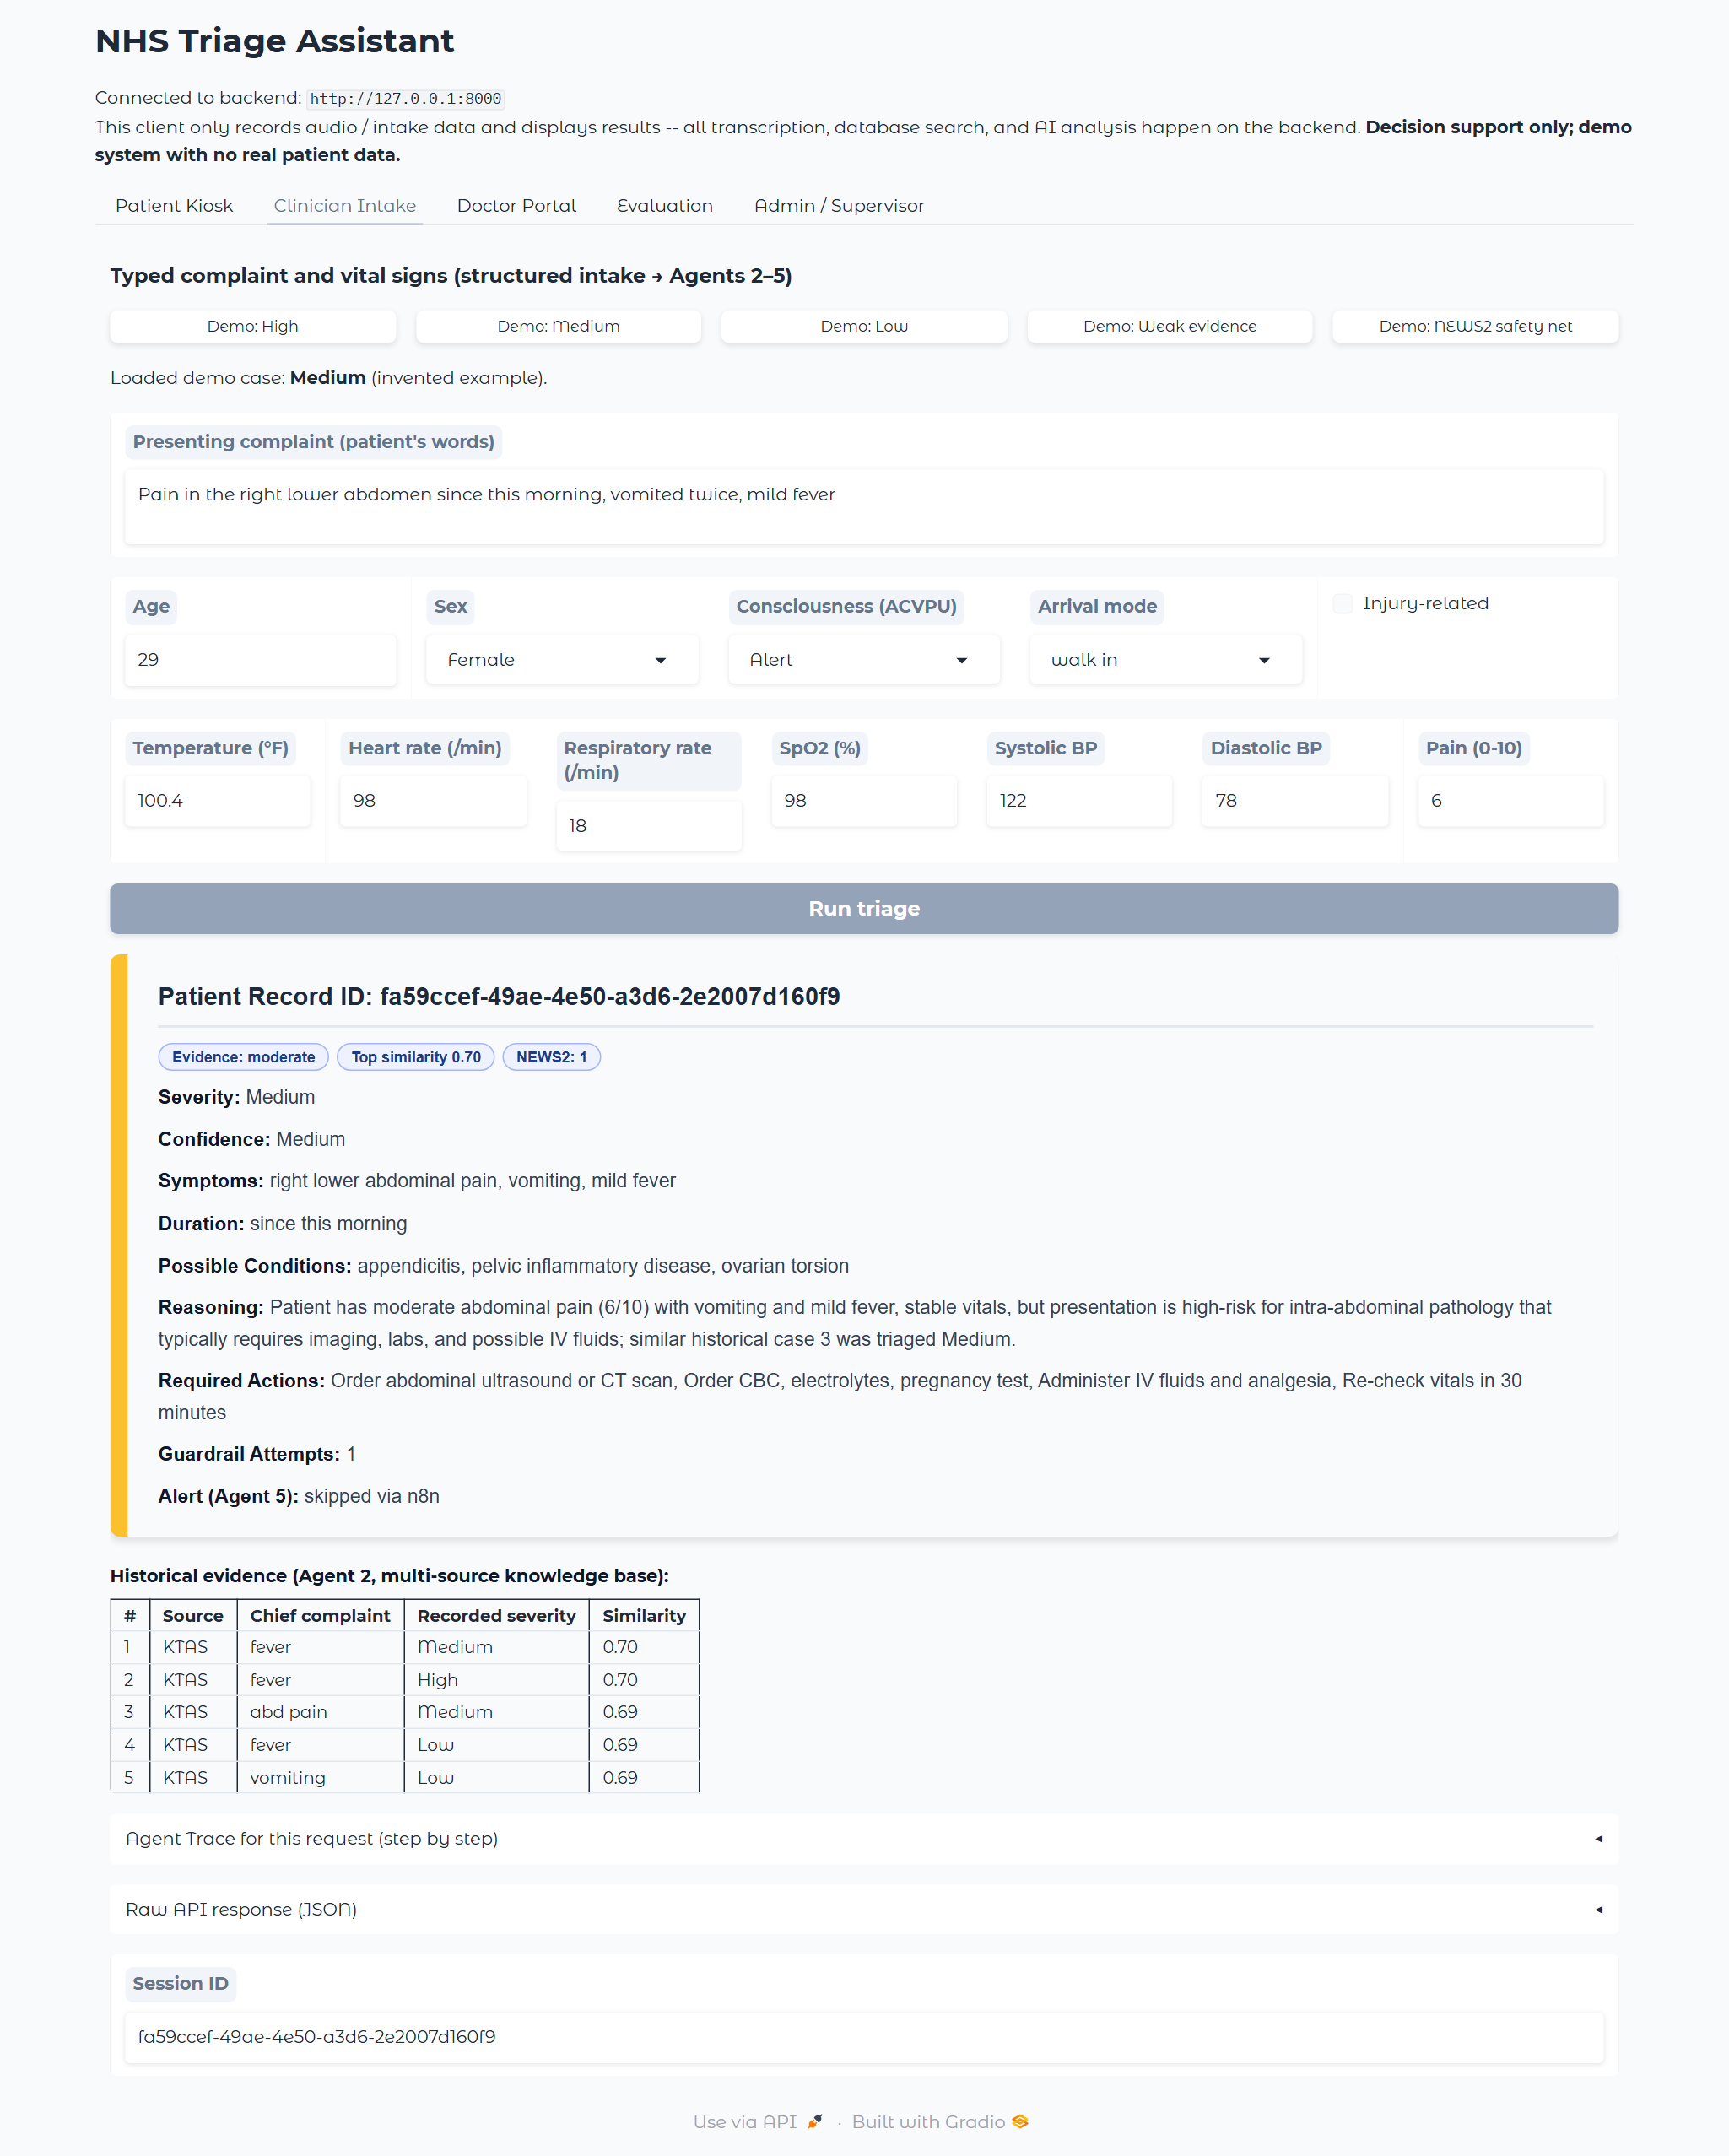 NHS Triage Assistant
Connected to backend: http://127.0.0.1:8000
This client only records audio / intake data and displays results -- all transcription, database search, and AI analysis happen on the backend. Decision support only; demo
system with no real patient data.
Patient Kiosk Clinician Intake Doctor Portal Evaluation Admin / Supervisor
Typed complaint and vital signs (structured intake → Agents 2–5)
Demo: High Demo: Medium Demo: Low Demo: Weak evidence Demo: NEWS2 safety net
Loaded demo case: Medium (invented example).
Presenting complaint (patient's words)
Pain in the right lower abdomen since this morning, vomited twice, mild fever
Age Sex Consciousness (ACVPU) Arrival mode Injury-related
29 Female Alert walk in
Temperature (°F) Heart rate (/min) Respiratory rate (/min) SpO2 (%) Systolic BP Diastolic BP Pain (0-10)
100.4 98 18 98 122 78 6
Run triage
Patient Record ID: fa59ccef-49ae-4e50-a3d6-2e2007d160f9
Evidence: moderate Top similarity 0.70 NEWS2: 1
Severity: Medium
Confidence: Medium
Symptoms: right lower abdominal pain, vomiting, mild fever
Duration: since this morning
Possible Conditions: appendicitis, pelvic inflammatory disease, ovarian torsion
Reasoning: Patient has moderate abdominal pain (6/10) with vomiting and mild fever, stable vitals, but presentation is high-risk for intra-abdominal pathology that
typically requires imaging, labs, and possible IV fluids; similar historical case 3 was triaged Medium.
Required Actions: Order abdominal ultrasound or CT scan, Order CBC, electrolytes, pregnancy test, Administer IV fluids and analgesia, Re-check vitals in 30
minutes
Guardrail Attempts: 1
Alert (Agent 5): skipped via n8n
Historical evidence (Agent 2, multi-source knowledge base):
# Source Chief complaint Recorded severity Similarity
1 KTAS fever Medium 0.70
2 KTAS fever High 0.70
3 KTAS abd pain Medium 0.69
4 KTAS fever Low 0.69
5 KTAS vomiting Low 0.69
Agent Trace for this request (step by step)
Raw API response (JSON)
Session ID
fa59ccef-49ae-4e50-a3d6-2e2007d160f9
Use via API · Built with Gradio